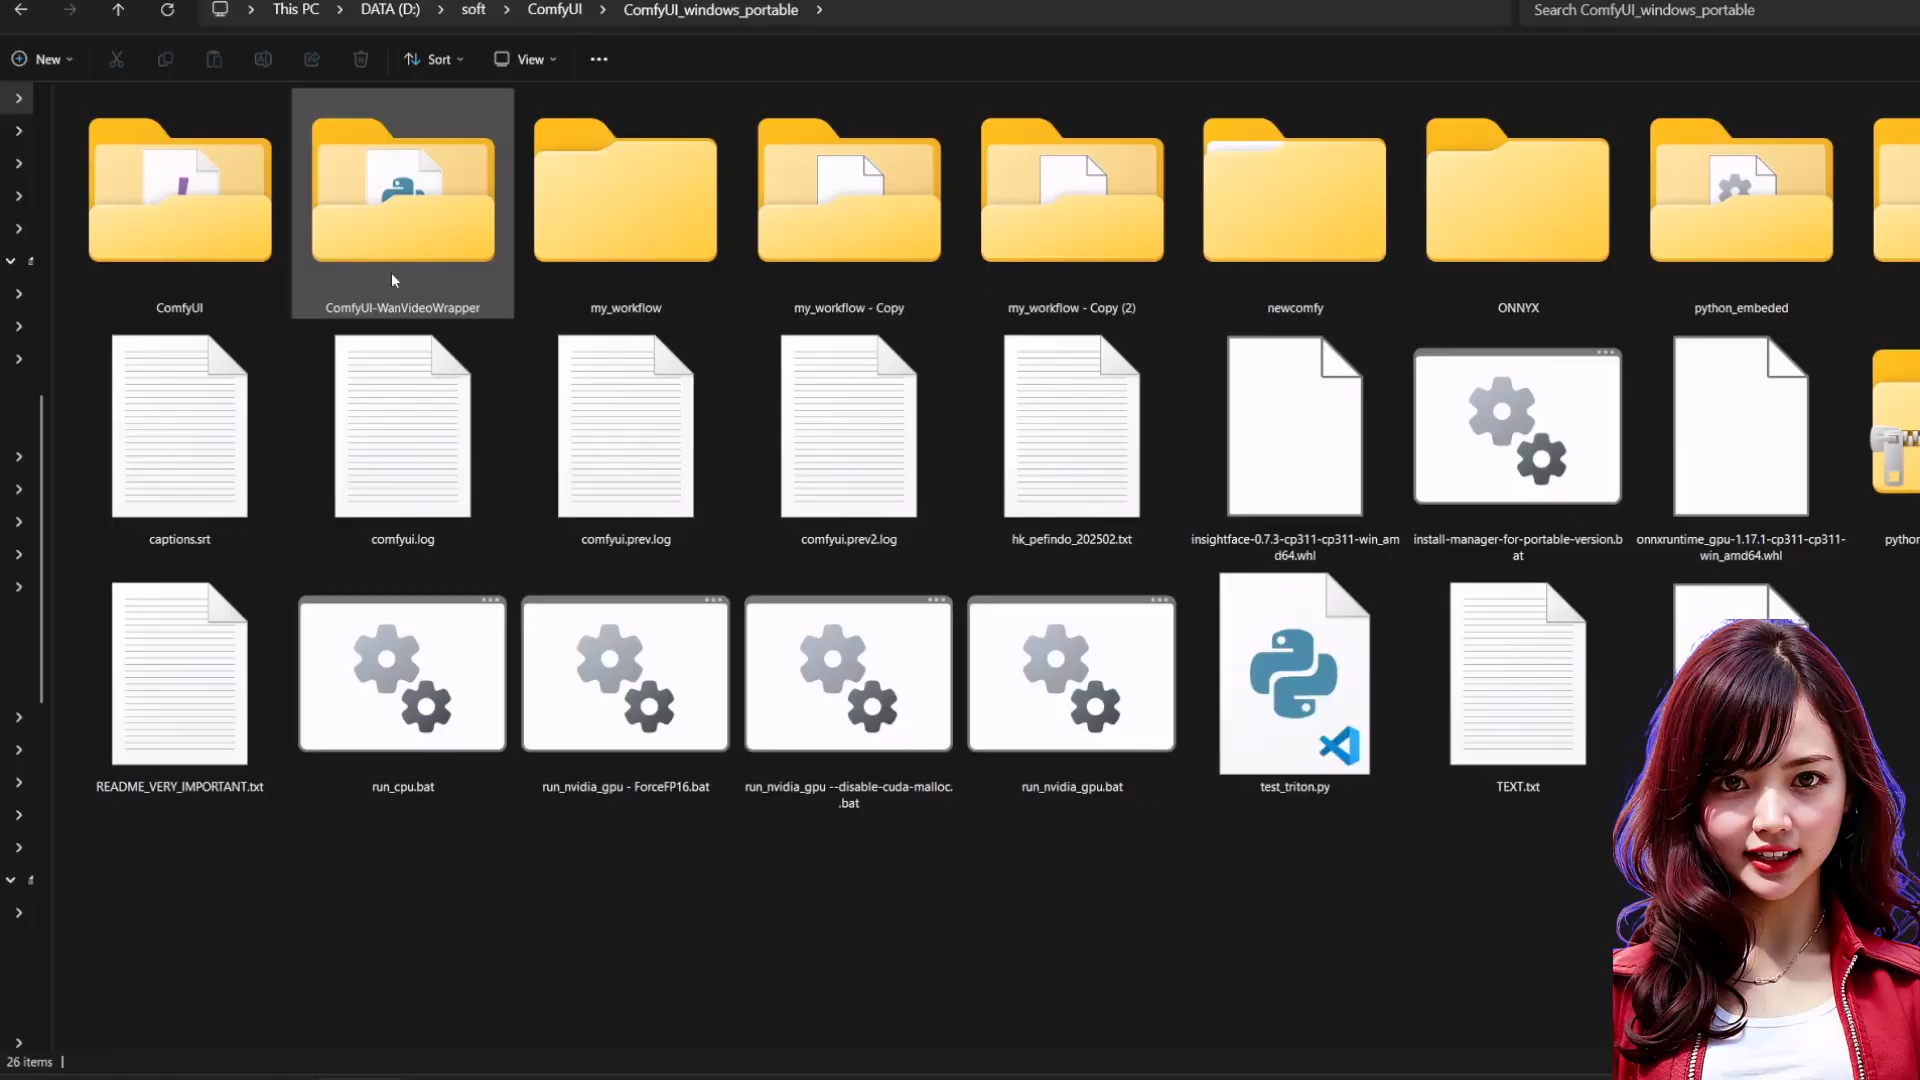 This PC > DATA (D:) > soft > ComfyUI > ComfyUI_windows_portable >
Search ComfyUI_windows_portable
New
Sort
View
ComfyUI
ComfyUI-WanVideoWrapper
my_workflow
my_workflow - Copy
my_workflow - Copy (2)
newcomfy
ONNYX
python_embeded
captions.srt
comfyui.log
comfyui.prev.log
comfyui.prev2.log
hk_pefindo_202502.txt
insightface-0.7.3-cp311-cp311-win_am
d64.whl
install-manager-for-portable-version.b
at
onnxruntime_gpu-1.17.1-cp311-cp311-
win_amd64.whl
python
README_VERY_IMPORTANT.txt
run_cpu.bat
run_nvidia_gpu - ForceFP16.bat
run_nvidia_gpu --disable-cuda-malloc.
.bat
run_nvidia_gpu.bat
test_triton.py
TEXT.txt
26 items